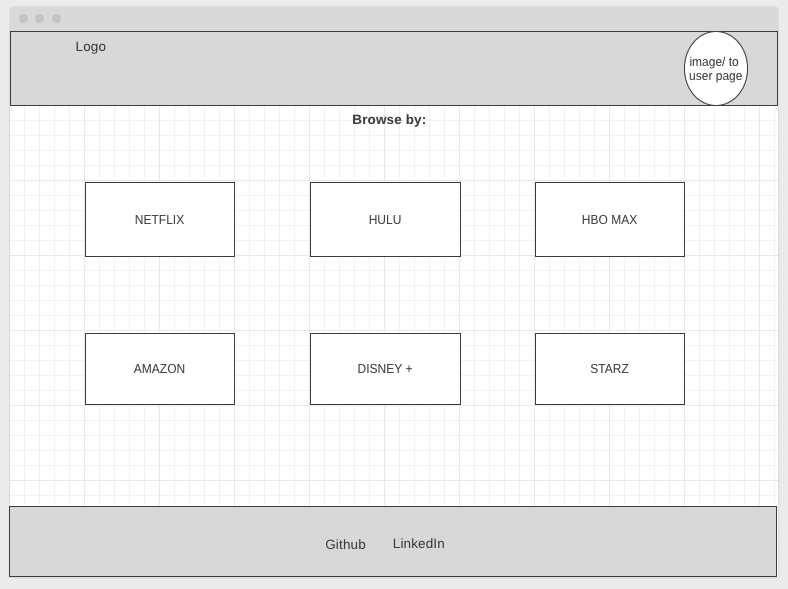 Logo
image/ to
user page
Browse by:
NETFLIX
HULU
HBO MAX
AMAZON
DISNEY +
STARZ
Github
LinkedIn